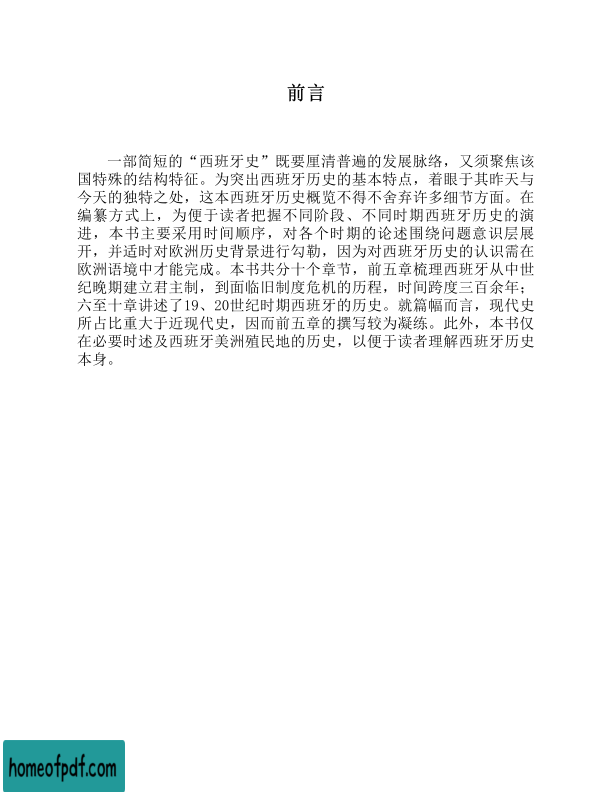 前言
一部简短的“西班牙史”既要厘清普遍的发展脉络，又须聚焦该
国特殊的结构特征。为突出西班牙历史的基本特点，着眼于其昨天与
今天的独特之处，这本西班牙历史概览不得不舍弃许多细节方面。在
编纂方式上，为便于读者把握不同阶段、不同时期西班牙历史的演
进，本书主要采用时间顺序，对各个时期的论述围绕问题意识层层展
开，并适时对欧洲历史背景进行勾勒，因为对西班牙历史的认识需在
欧洲语境中才能完成。本书共分十个章节，前五章梳理西班牙从中世
纪晚期建立君主制，到面临旧制度危机的历程，时间跨度三百余年；
六至十章讲述了19、20世纪时期西班牙的历史。就篇幅而言，现代史
所占比重大于近现代史，因而前五章的撰写较为凝练。此外，本书仅
在必要时述及西班牙美洲殖民地的历史，以便于读者理解西班牙历史
本身。
homeofpdf.com